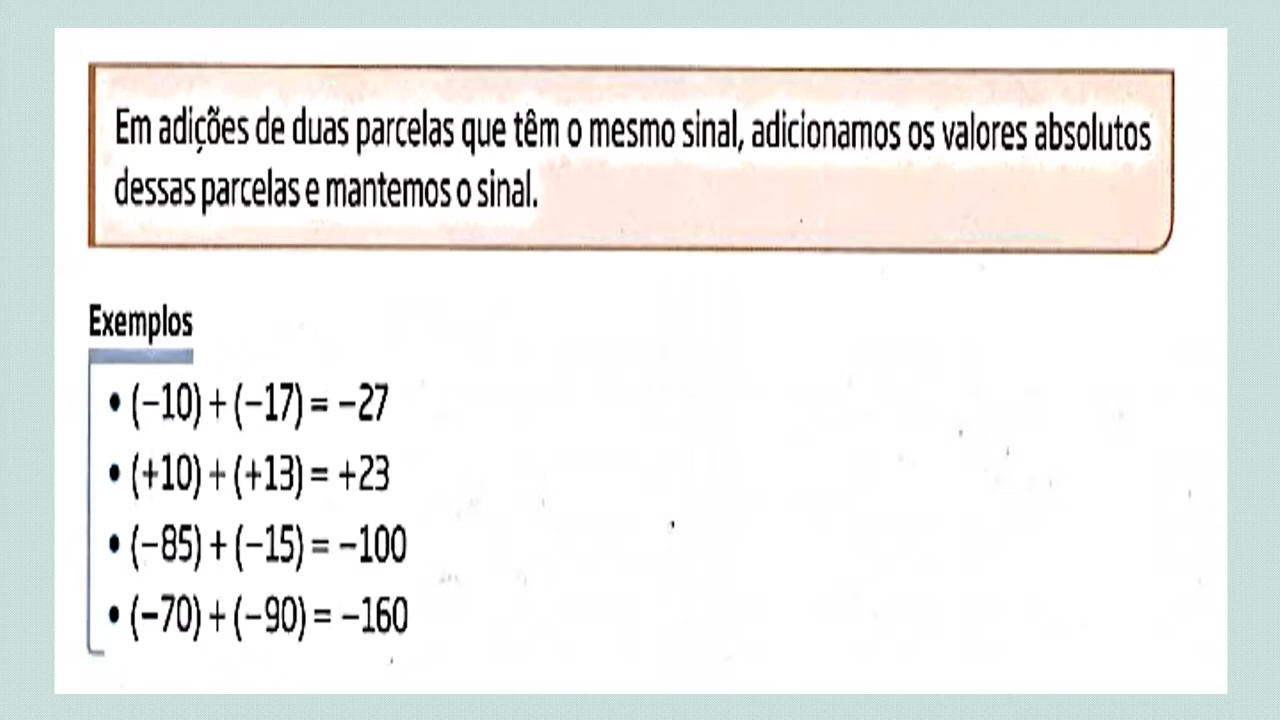 Em adições de duas parcelas que têm o mesmo sinal, adicionamos os valores absolutos
dessas parcelas e mantemos o sinal.
Exemplos
• (−10) + (−17) = −27
• (+10) + (+13) = +23
• (−85) + (−15) = −100
• (−70) + (−90) = −160